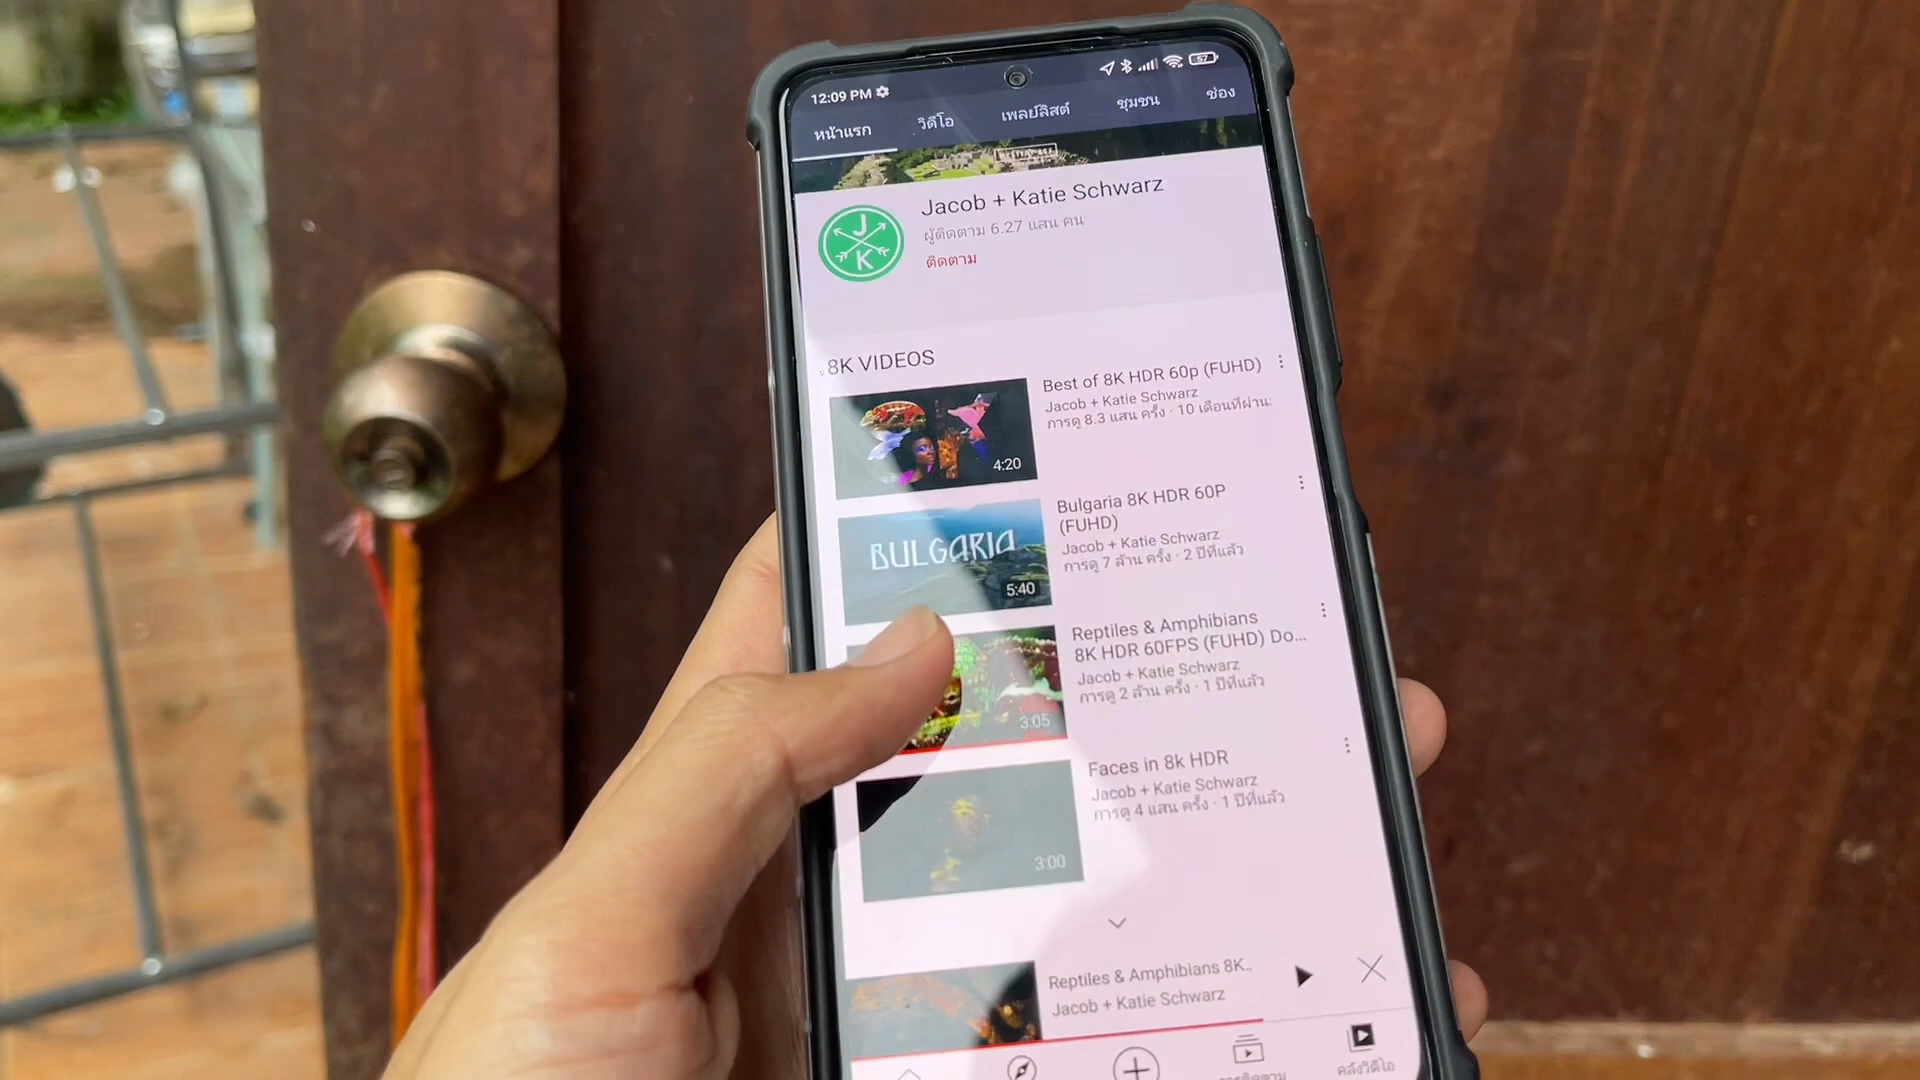 12:09 PM
57
หน้าแรก
วิดีโอ
เพลย์ลิสต์
ชุมชน
ช่อง
Jacob + Katie Schwarz
J
K
ผู้ติดตาม 6.27 แสน คน
ติดตาม
8K VIDEOS
Best of 8K HDR 60p (FUHD)
Jacob + Katie Schwarz
การดู 8.3 แสน ครั้ง · 10 เดือนที่ผ่าน
4:20
Bulgaria 8K HDR 60P
(FUHD)
Jacob + Katie Schwarz
การดู 7 ล้าน ครั้ง · 2 ปีที่แล้ว
BULGARIA
5:40
Reptiles & Amphibians
8K HDR 60FPS (FUHD) Do...
Jacob + Katie Schwarz
การดู 2 ล้าน ครั้ง · 1 ปีที่แล้ว
3:05
Faces in 8k HDR
Jacob + Katie Schwarz
การดู 4 แสน ครั้ง · 1 ปีที่แล้ว
3:00
Reptiles & Amphibians 8K..
Jacob + Katie Schwarz
คลังวิดีโอ